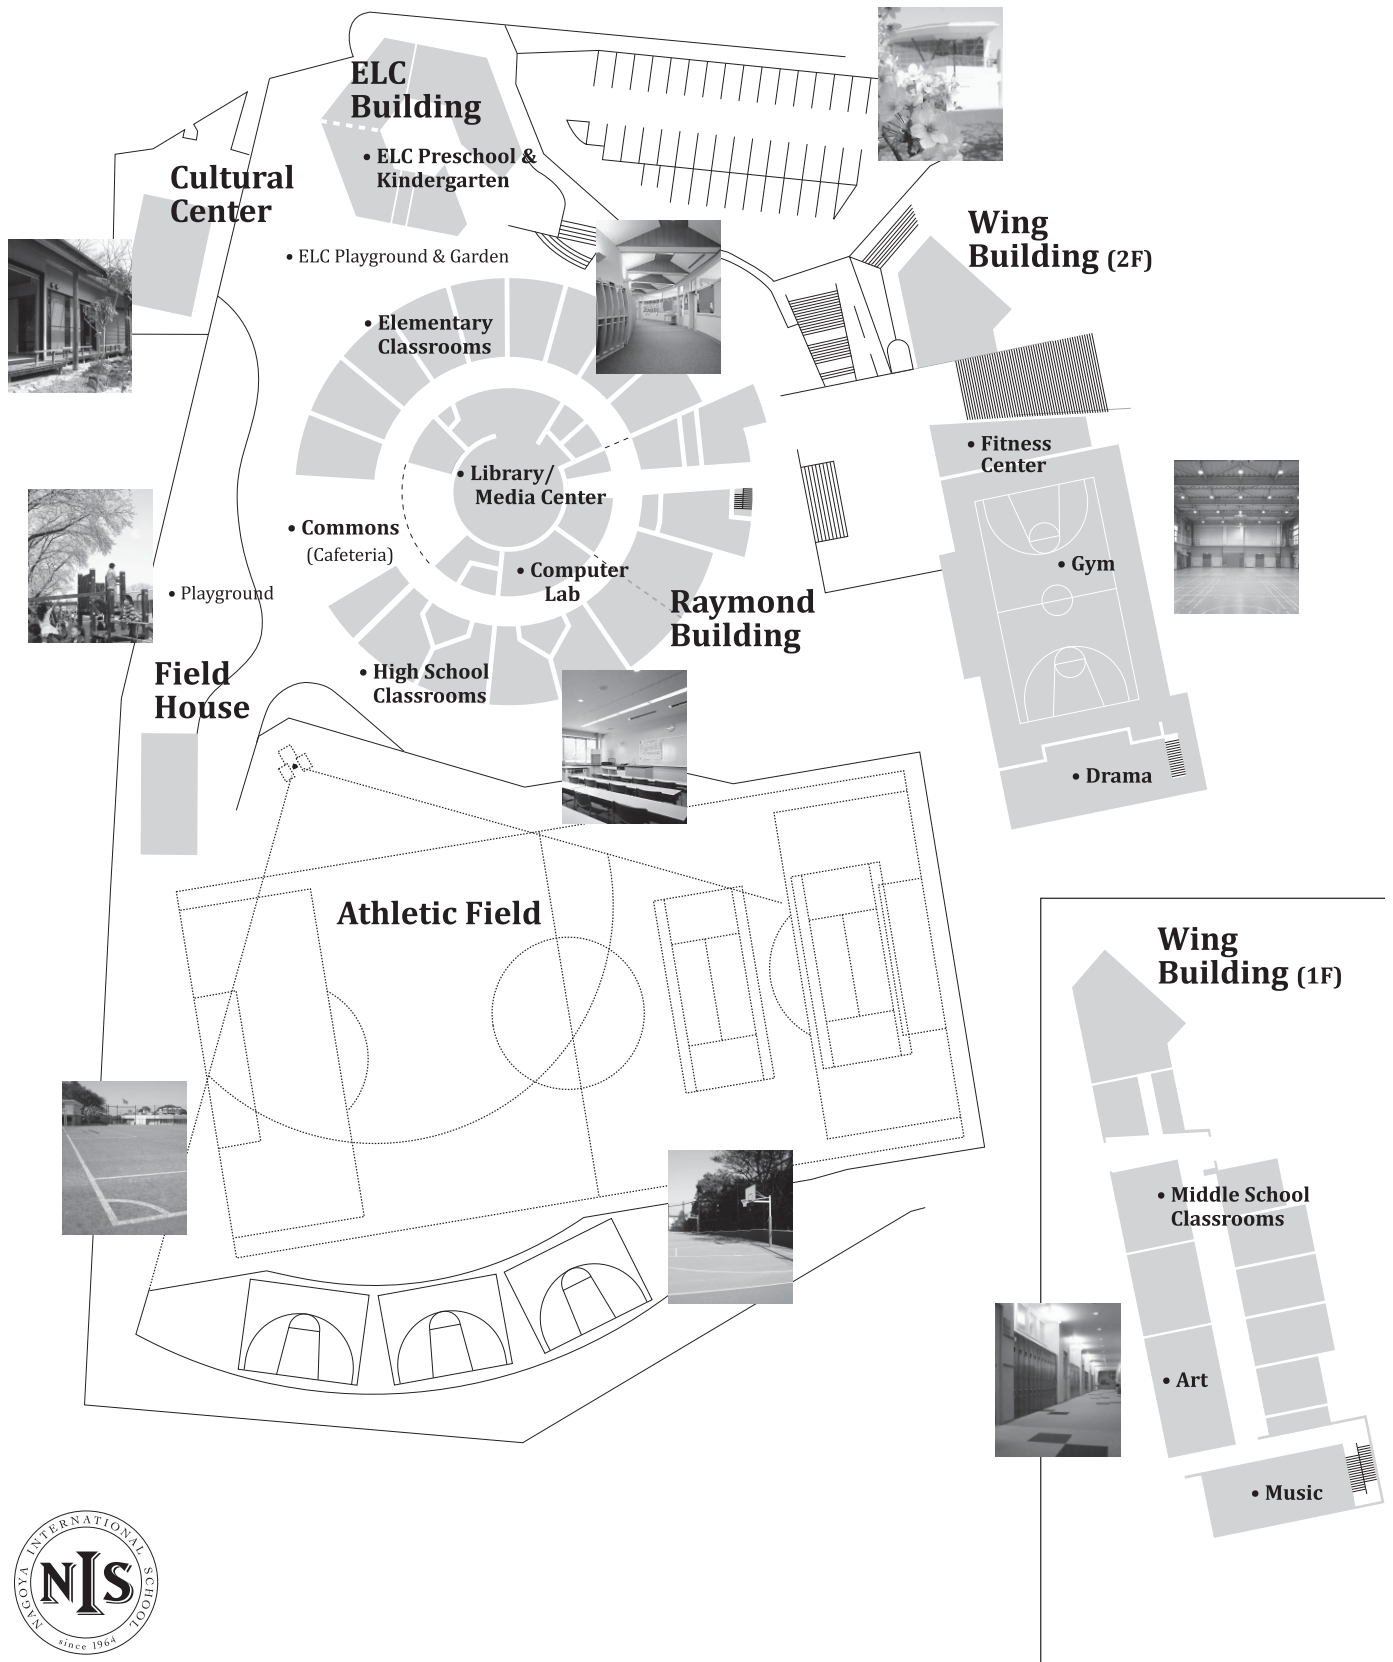 ELC
Building
• ELC Preschool &
Kindergarten
Cultural
Center
• ELC Playground & Garden
Wing
Building (2F)
• Elementary
Classrooms
• Fitness
Center
• Library/
Media Center
• Commons
(Cafeteria)
• Gym
• Computer
Lab
• Playground
Raymond
Building
Field
House
• High School
Classrooms
• Drama
Athletic Field
Wing
Building (1F)
• Middle School
Classrooms
• Art
• Music
NAGOYA INTERNATIONAL SCHOOL
NIS
since 1964